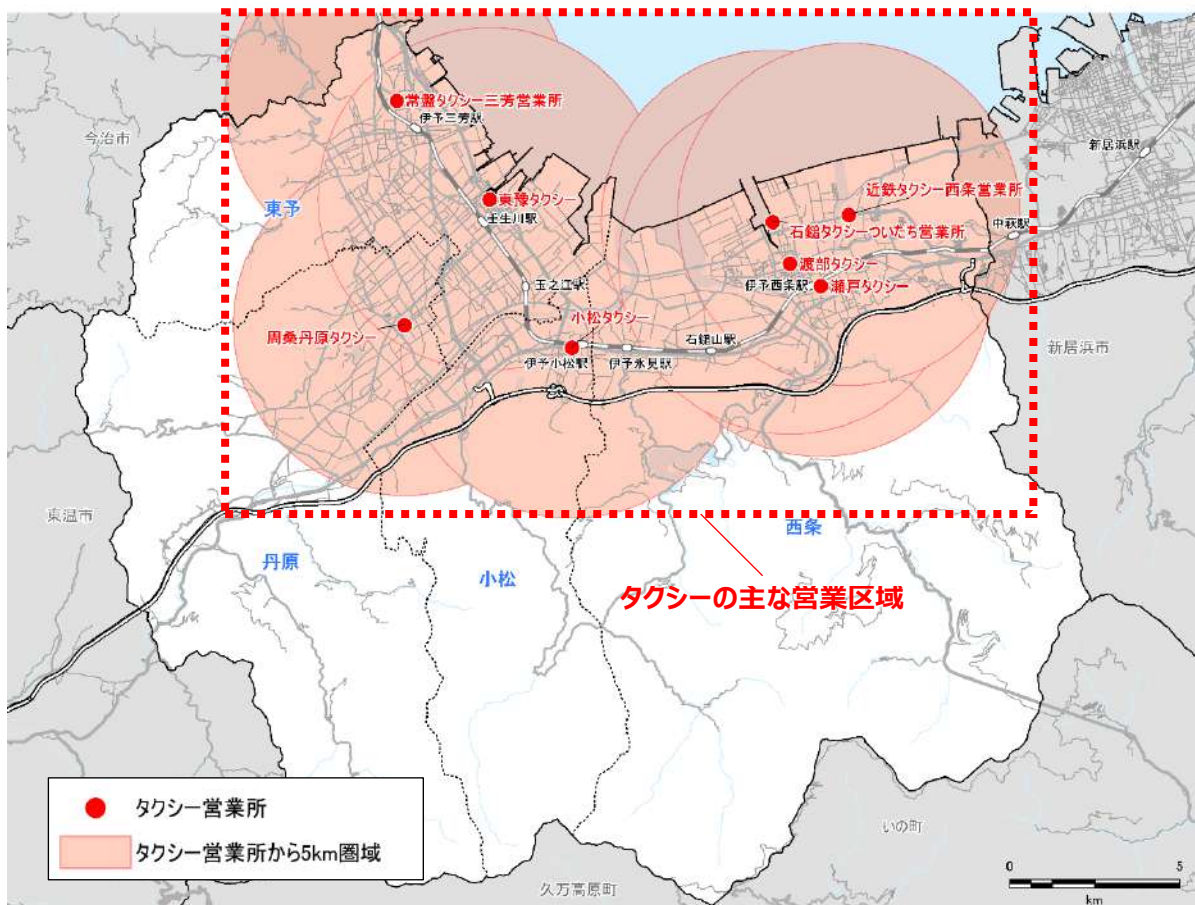 常盤タクシー三芳営業所
伊予三芳駅
今治市
新居浜駅
近鉄タクシー西条営業所
東予
東豫タクシー
壬生川駅
中萩駅
石鎚タクシーついたち営業所
渡部タクシー
伊予西条駅
瀬戸タクシー
玉之江駅
小松タクシー
周桑丹原タクシー
石鎚山駅
伊予小松駅
伊予氷見駅
新居浜市
東温市
西条
丹原
小松
タクシーの主な営業区域
タクシー営業所
タクシー営業所から5km圏域
いの町
久万高原町
0 5
km